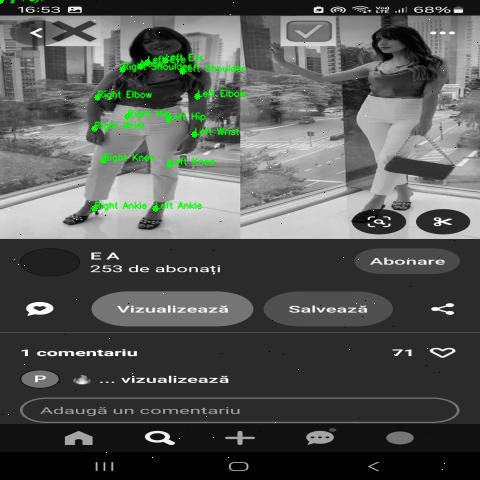 16:53 68%
Left Eye
Right Shoulder Left Shoulder
Right Elbow Left Elbow
Right Hip Left Hip
Right Wrist Left Wrist
Right Knee Left Knee
Right Ankle Left Ankle
E A
253 de abonați
Abonare
Vizualizează Salvează
1 comentariu 71
P ... vizualizează
Adaugă un comentariu